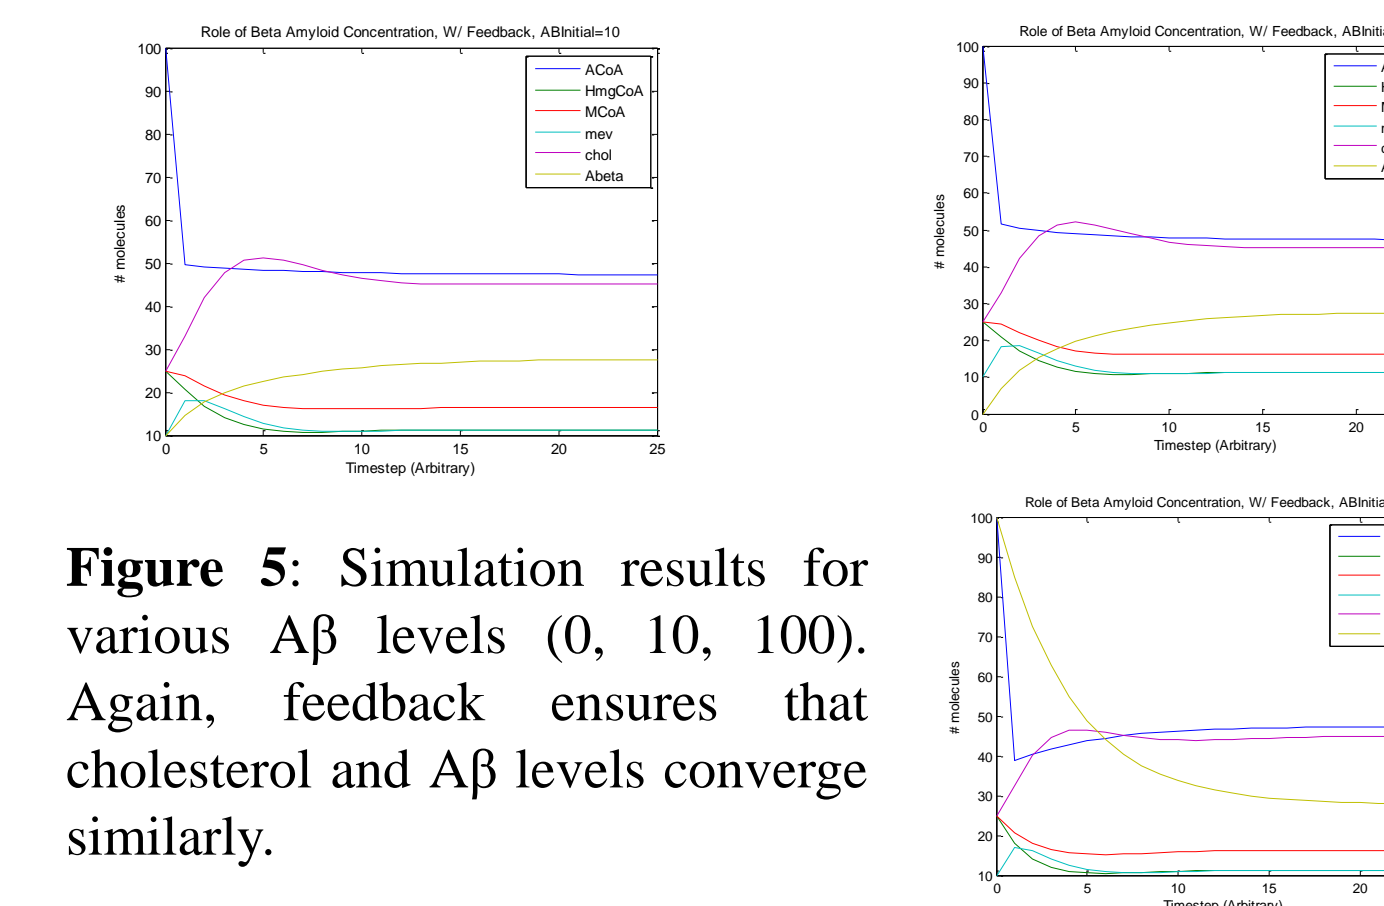 Role of Beta Amyloid Concentration, W/ Feedback, ABInitial=10
100
90
80
70
60
50
40
30
20
10
# molecules
0 5 10 15 20 25
Timestep (Arbitrary)
ACoA
HmgCoA
MCoA
mev
chol
Abeta
Role of Beta Amyloid Concentration, W/ Feedback, ABInitia
100
90
80
70
60
50
40
30
20
10
0
# molecules
0 5 10 15 20
Timestep (Arbitrary)
Figure 5: Simulation results for
various Aβ levels (0, 10, 100).
Again, feedback ensures that
cholesterol and Aβ levels converge
similarly.
Role of Beta Amyloid Concentration, W/ Feedback, ABInitia
100
90
80
70
60
50
40
30
20
10
# molecules
0 5 10 15 20
Timestep (Arbitrary)